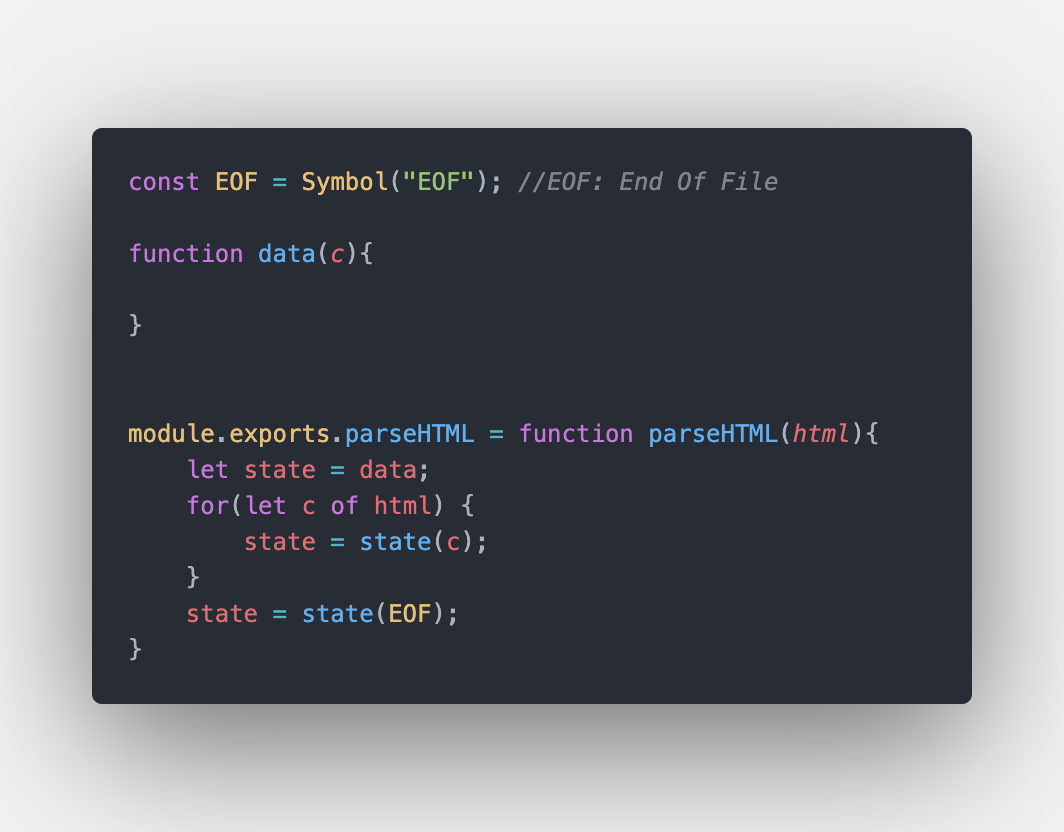 const EOF = Symbol("EOF"); //EOF: End Of File
function data(c){
}
module.exports.parseHTML = function parseHTML(html){
    let state = data;
    for(let c of html) {
        state = state(c);
    }
    state = state(EOF);
}